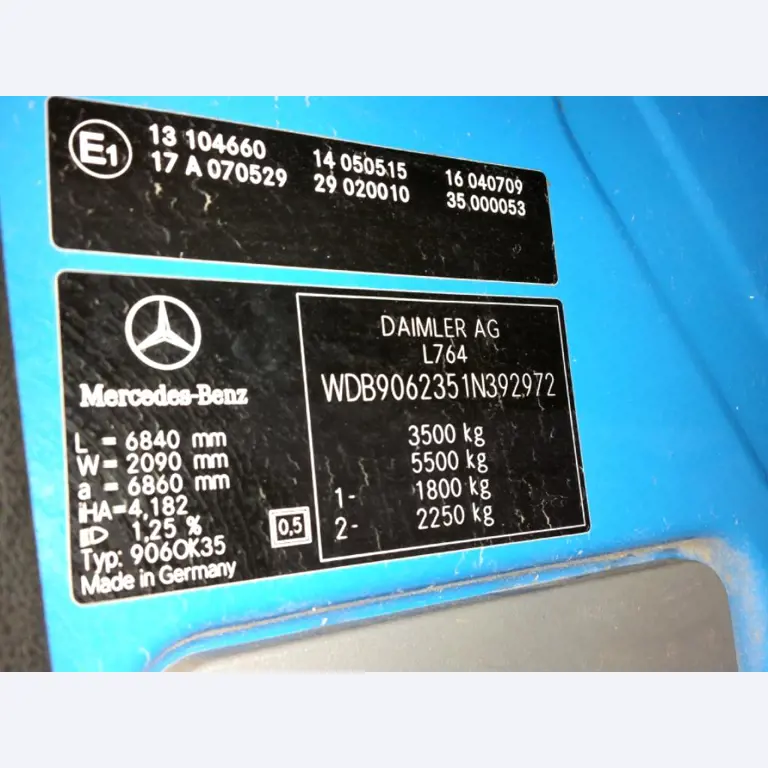 E1
13 104660 14 050515 16 040709
17 A 070529 29 020010 35 000053
Mercedes-Benz
L = 6840 mm
W = 2090 mm
a = 6860 mm
iHA=4,182
1,25 %
Typ: 906OK35
Made in Germany
0,5
DAIMLER AG
L764
WDB9062351N392972
3500 kg
5500 kg
1- 1800 kg
2- 2250 kg